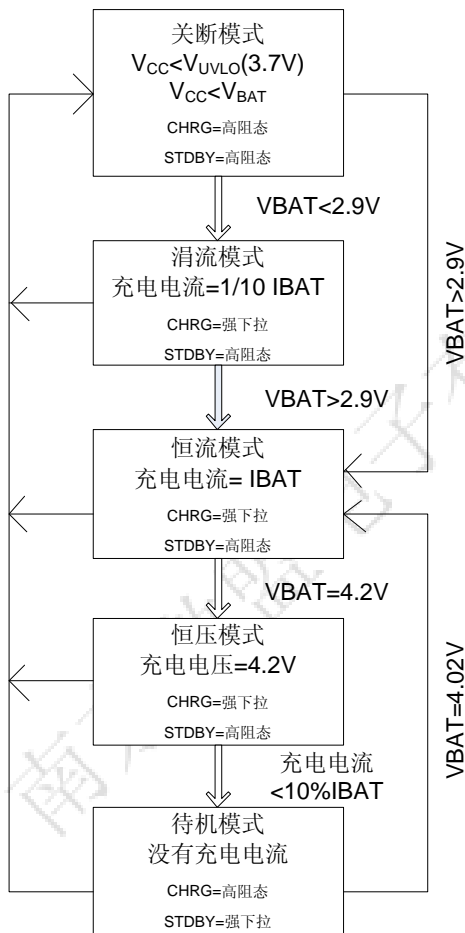 关断模式
VCC<VUVLO(3.7V)
VCC<VBAT
CHRG=高阻态
STDBY=高阻态
VBAT<2.9V
VBAT>2.9V
涓流模式
充电电流=1/10 IBAT
CHRG=强下拉
STDBY=高阻态
VBAT>2.9V
恒流模式
充电电流= IBAT
CHRG=强下拉
STDBY=高阻态
VBAT=4.2V
恒压模式
充电电压=4.2V
CHRG=强下拉
STDBY=高阻态
VBAT=4.02V
充电电流
<10%IBAT
待机模式
没有充电电流
CHRG=高阻态
STDBY=强下拉